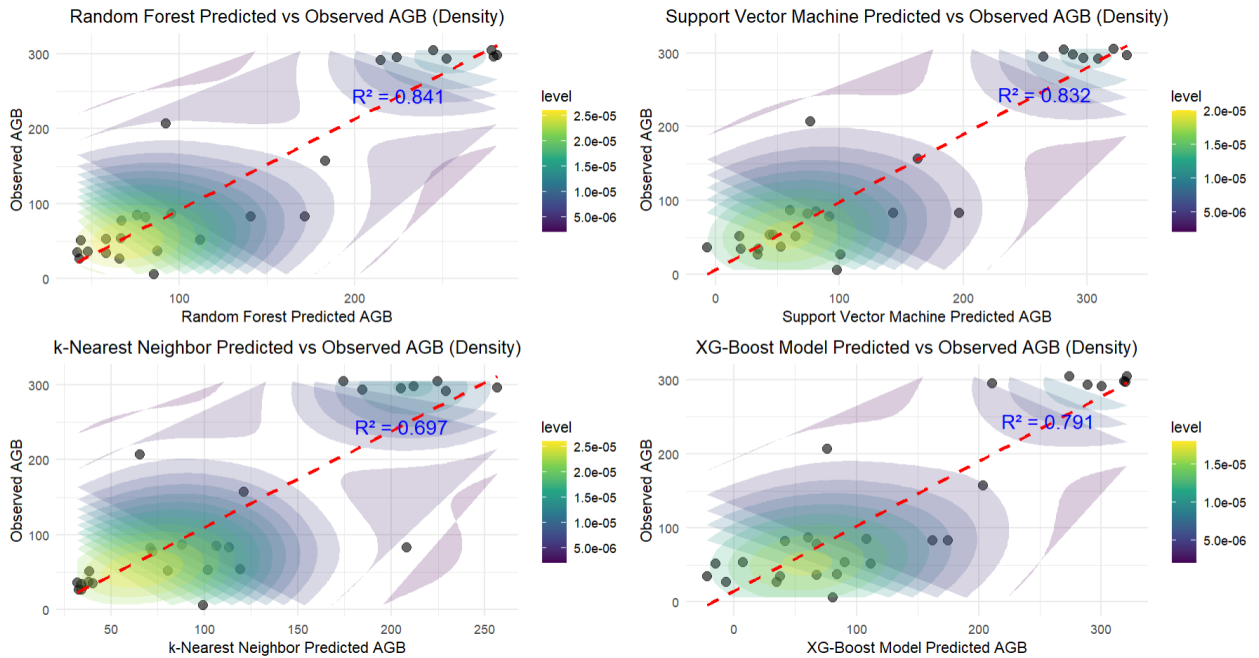 Random Forest Predicted vs Observed AGB (Density)
300
200
100
0
Observed AGB
R² = 0.841
100
200
Random Forest Predicted AGB
level
2.5e-05
2.0e-05
1.5e-05
1.0e-05
5.0e-06
Support Vector Machine Predicted vs Observed AGB (Density)
300
200
100
0
Observed AGB
R² = 0.832
0
100
200
300
Support Vector Machine Predicted AGB
level
2.0e-05
1.5e-05
1.0e-05
5.0e-06
k-Nearest Neighbor Predicted vs Observed AGB (Density)
300
200
100
0
Observed AGB
R² = 0.697
50
100
150
200
250
k-Nearest Neighbor Predicted AGB
level
2.5e-05
2.0e-05
1.5e-05
1.0e-05
5.0e-06
XG-Boost Model Predicted vs Observed AGB (Density)
300
200
100
0
Observed AGB
R² = 0.791
0
100
200
300
XG-Boost Model Predicted AGB
level
1.5e-05
1.0e-05
5.0e-06